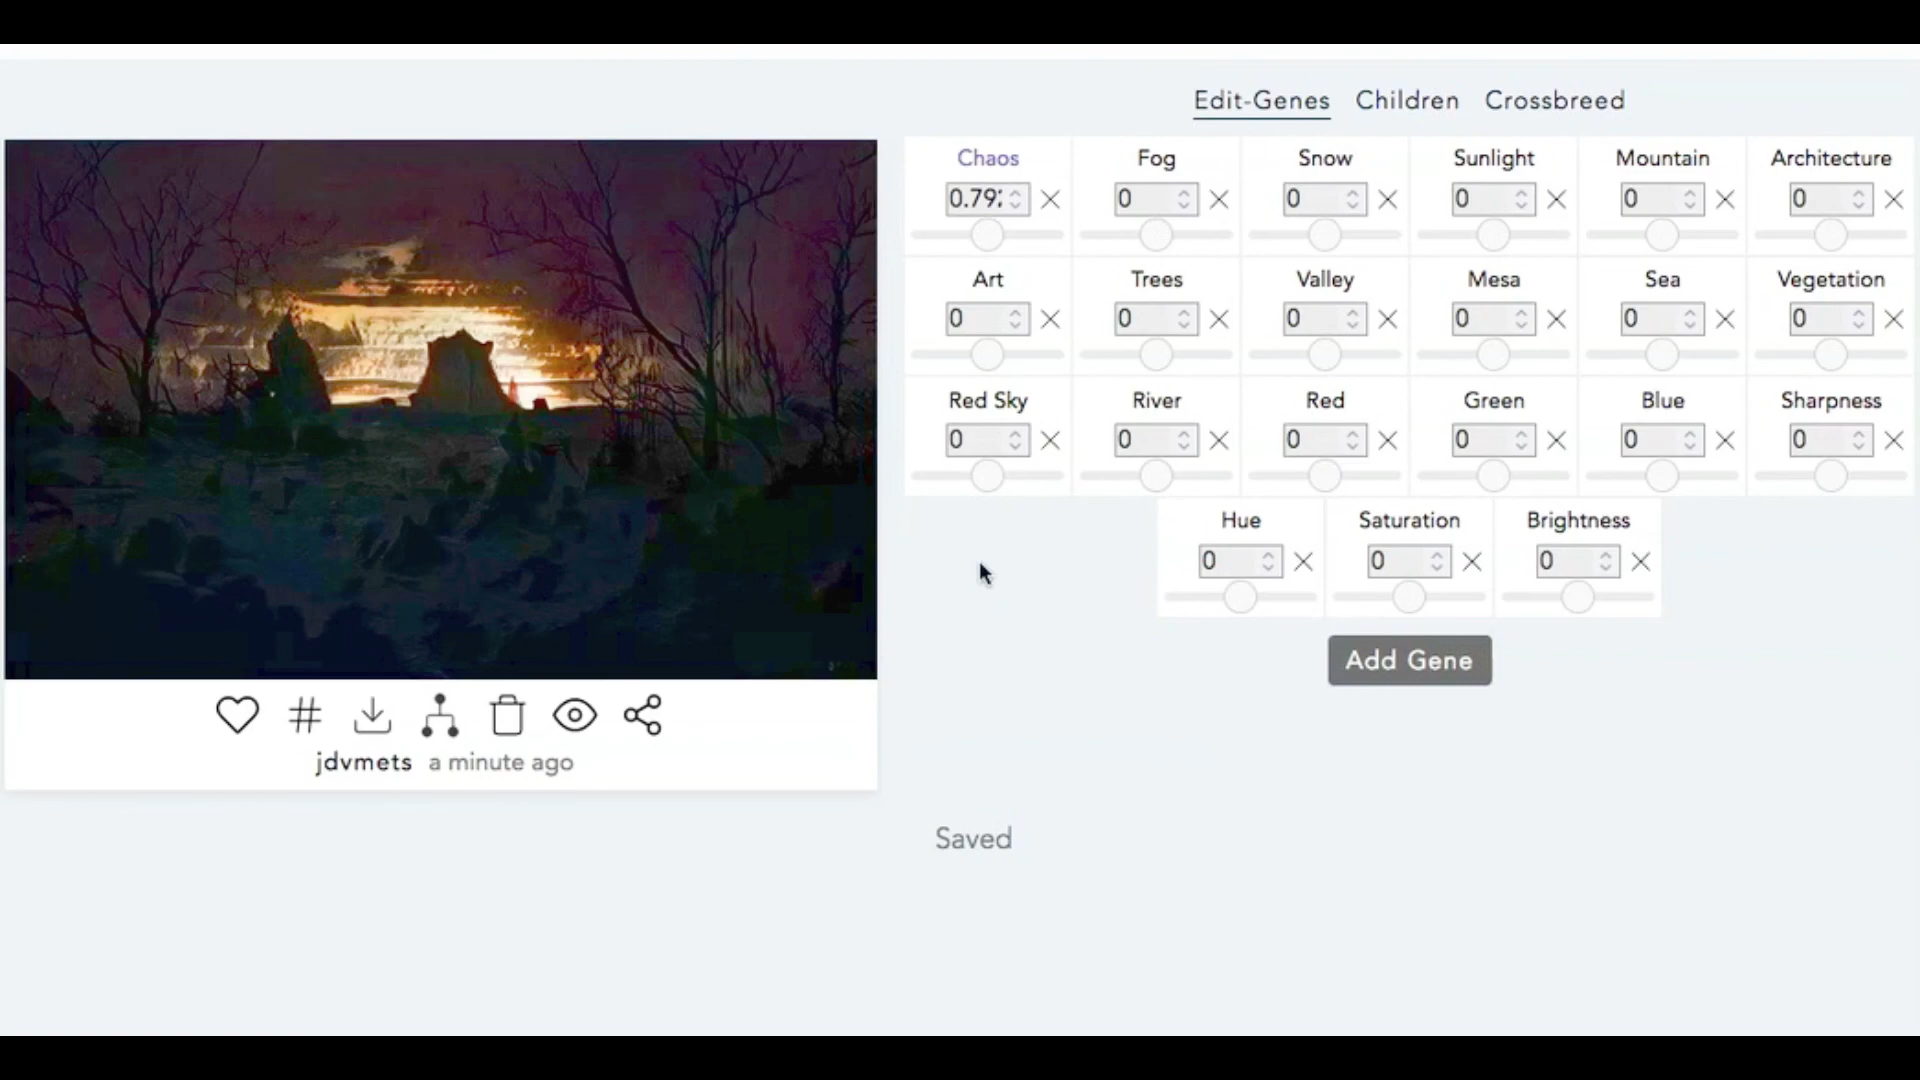 Edit-Genes Children Crossbreed
Chaos Fog Snow Sunlight Mountain Architecture
0.79 0 0 0 0 0
Art Trees Valley Mesa Sea Vegetation
0 0 0 0 0 0
Red Sky River Red Green Blue Sharpness
0 0 0 0 0 0
Hue Saturation Brightness
0 0 0
Add Gene
jdvmets a minute ago
Saved